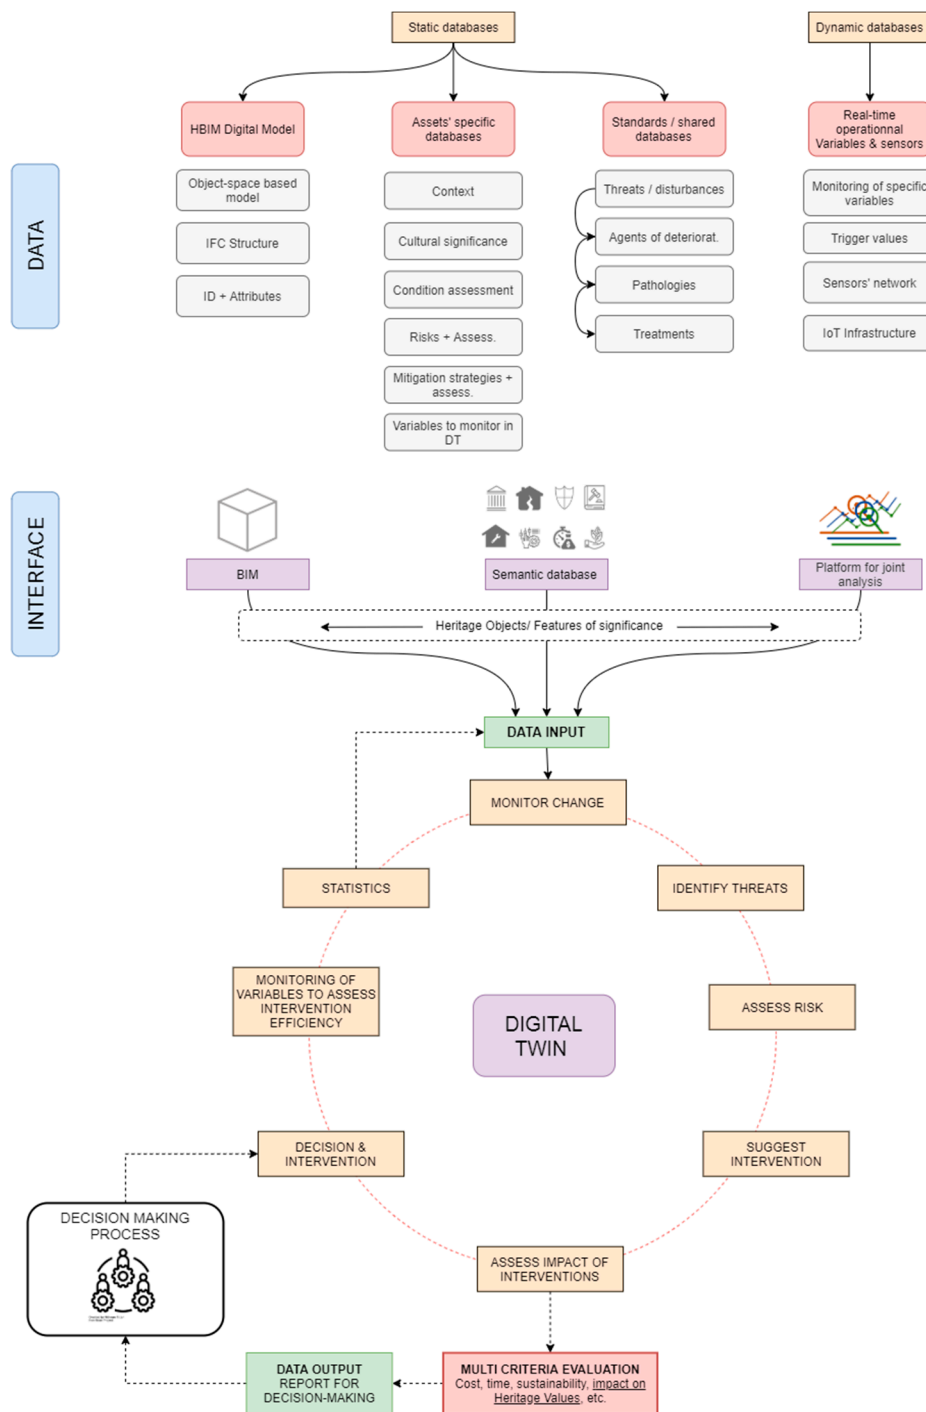 Static databases
Dynamic databases
HBIM Digital Model
Assets' specific
databases
Standards / shared
databases
Real-time
operationnal
Variables & sensors
DATA
Object-space based
model
IFC Structure
ID + Attributes
Context
Cultural significance
Condition assessment
Risks + Assess.
Mitigation strategies +
assess.
Variables to monitor in
DT
Threats / disturbances
Agents of deteriorat.
Pathologies
Treatments
Monitoring of specific
variables
Trigger values
Sensors' network
IoT Infrastructure
INTERFACE
BIM
Semantic database
Platform for joint
analysis
Heritage Objects/ Features of significance
DATA INPUT
MONITOR CHANGE
STATISTICS
IDENTIFY THREATS
MONITORING OF
VARIABLES TO ASSESS
INTERVENTION
EFFICIENCY
DIGITAL
TWIN
ASSESS RISK
DECISION &
INTERVENTION
SUGGEST
INTERVENTION
DECISION MAKING
PROCESS
ASSESS IMPACT OF
INTERVENTIONS
DATA OUTPUT
REPORT FOR
DECISION-MAKING
MULTI CRITERIA EVALUATION
Cost, time, sustainability, impact on
Heritage Values, etc.